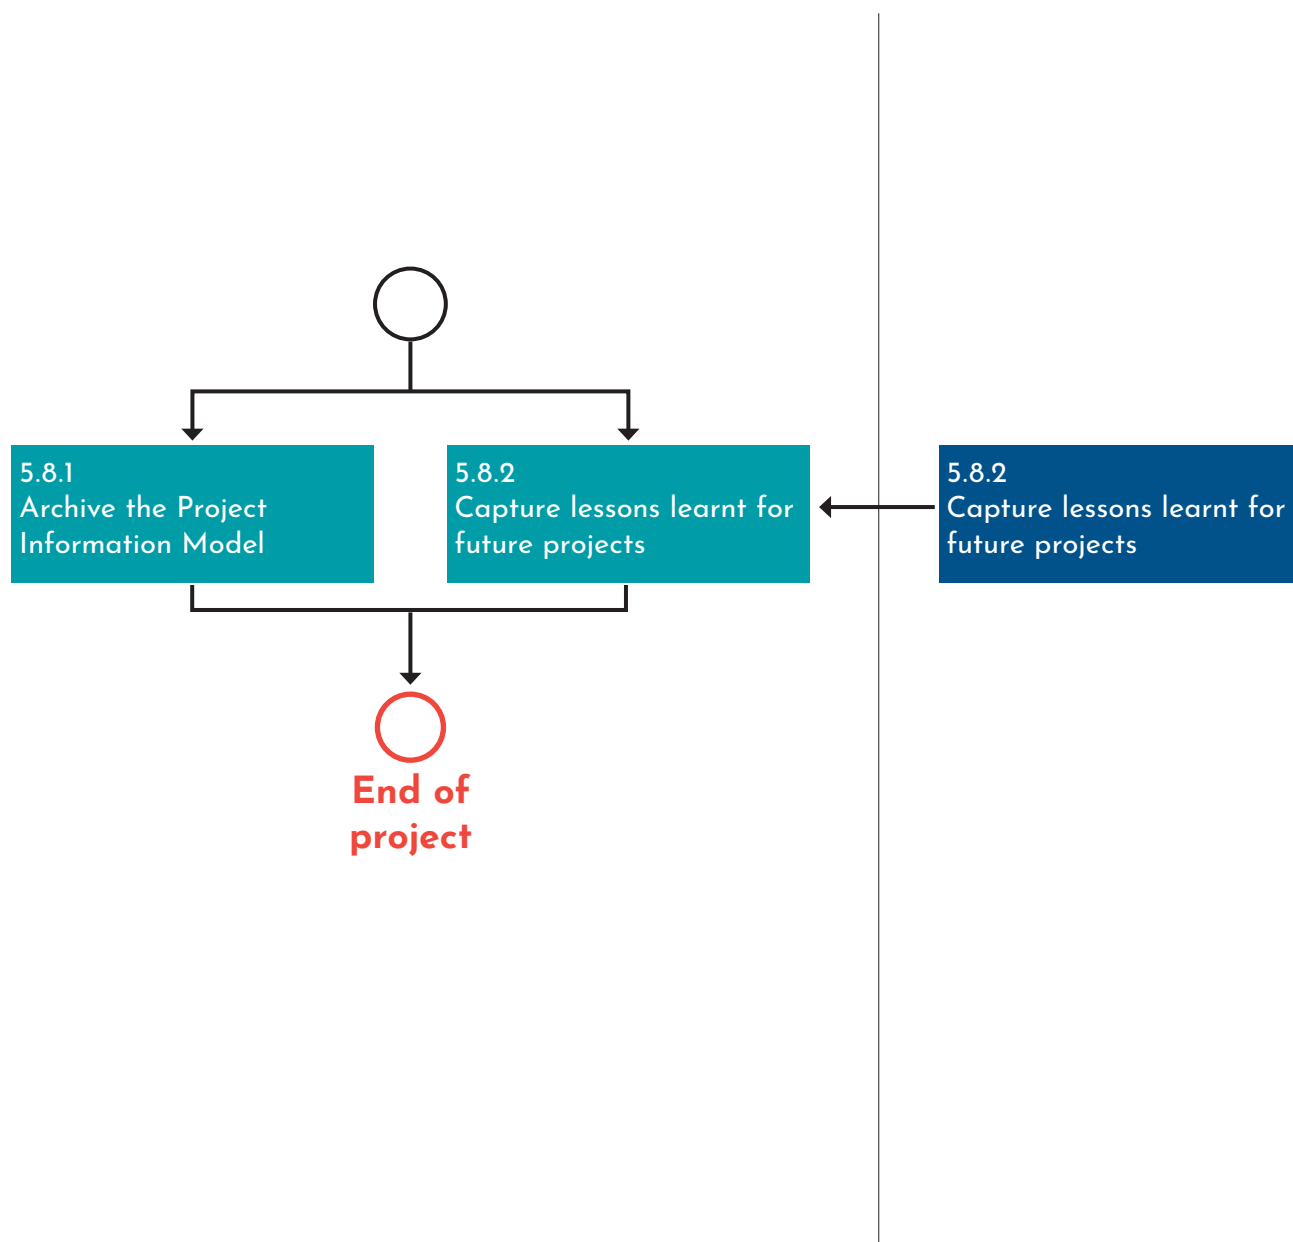 5.8.1
Archive the Project
Information Model
5.8.2
Capture lessons learnt for
future projects
5.8.2
Capture lessons learnt for
future projects
End of
project